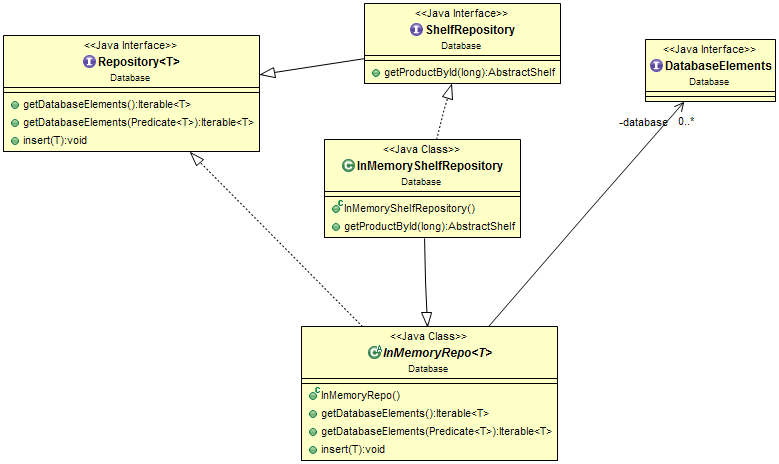 <<Java Interface>>
Repository<T>
Database
getDatabaseElements():Iterable<T>
getDatabaseElements(Predicate<T>):Iterable<T>
insert(T):void
<<Java Interface>>
ShelfRepository
Database
getProductById(long):AbstractShelf
<<Java Interface>>
DatabaseElements
Database
-database 0..*
<<Java Class>>
InMemoryShelfRepository
Database
InMemoryShelfRepository()
getProductById(long):AbstractShelf
<<Java Class>>
InMemoryRepo<T>
Database
InMemoryRepo()
getDatabaseElements():Iterable<T>
getDatabaseElements(Predicate<T>):Iterable<T>
insert(T):void